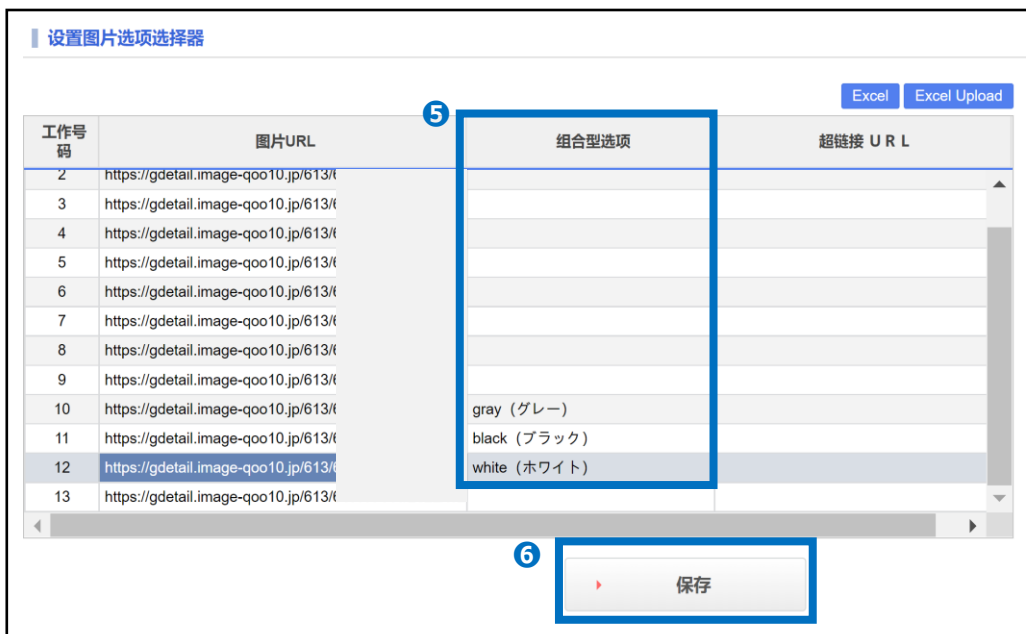 设置图片选项选择器
Excel Excel Upload
❺
工作号码 图片URL 组合型选项 超链接 ＵＲＬ
2 https://gdetail.image-qoo10.jp/613/
3 https://gdetail.image-qoo10.jp/613/
4 https://gdetail.image-qoo10.jp/613/
5 https://gdetail.image-qoo10.jp/613/
6 https://gdetail.image-qoo10.jp/613/
7 https://gdetail.image-qoo10.jp/613/
8 https://gdetail.image-qoo10.jp/613/
9 https://gdetail.image-qoo10.jp/613/
10 https://gdetail.image-qoo10.jp/613/ gray（グレー）
11 https://gdetail.image-qoo10.jp/613/ black（ブラック）
12 https://gdetail.image-qoo10.jp/613/ white（ホワイト）
13 https://gdetail.image-qoo10.jp/613/
❻
保存